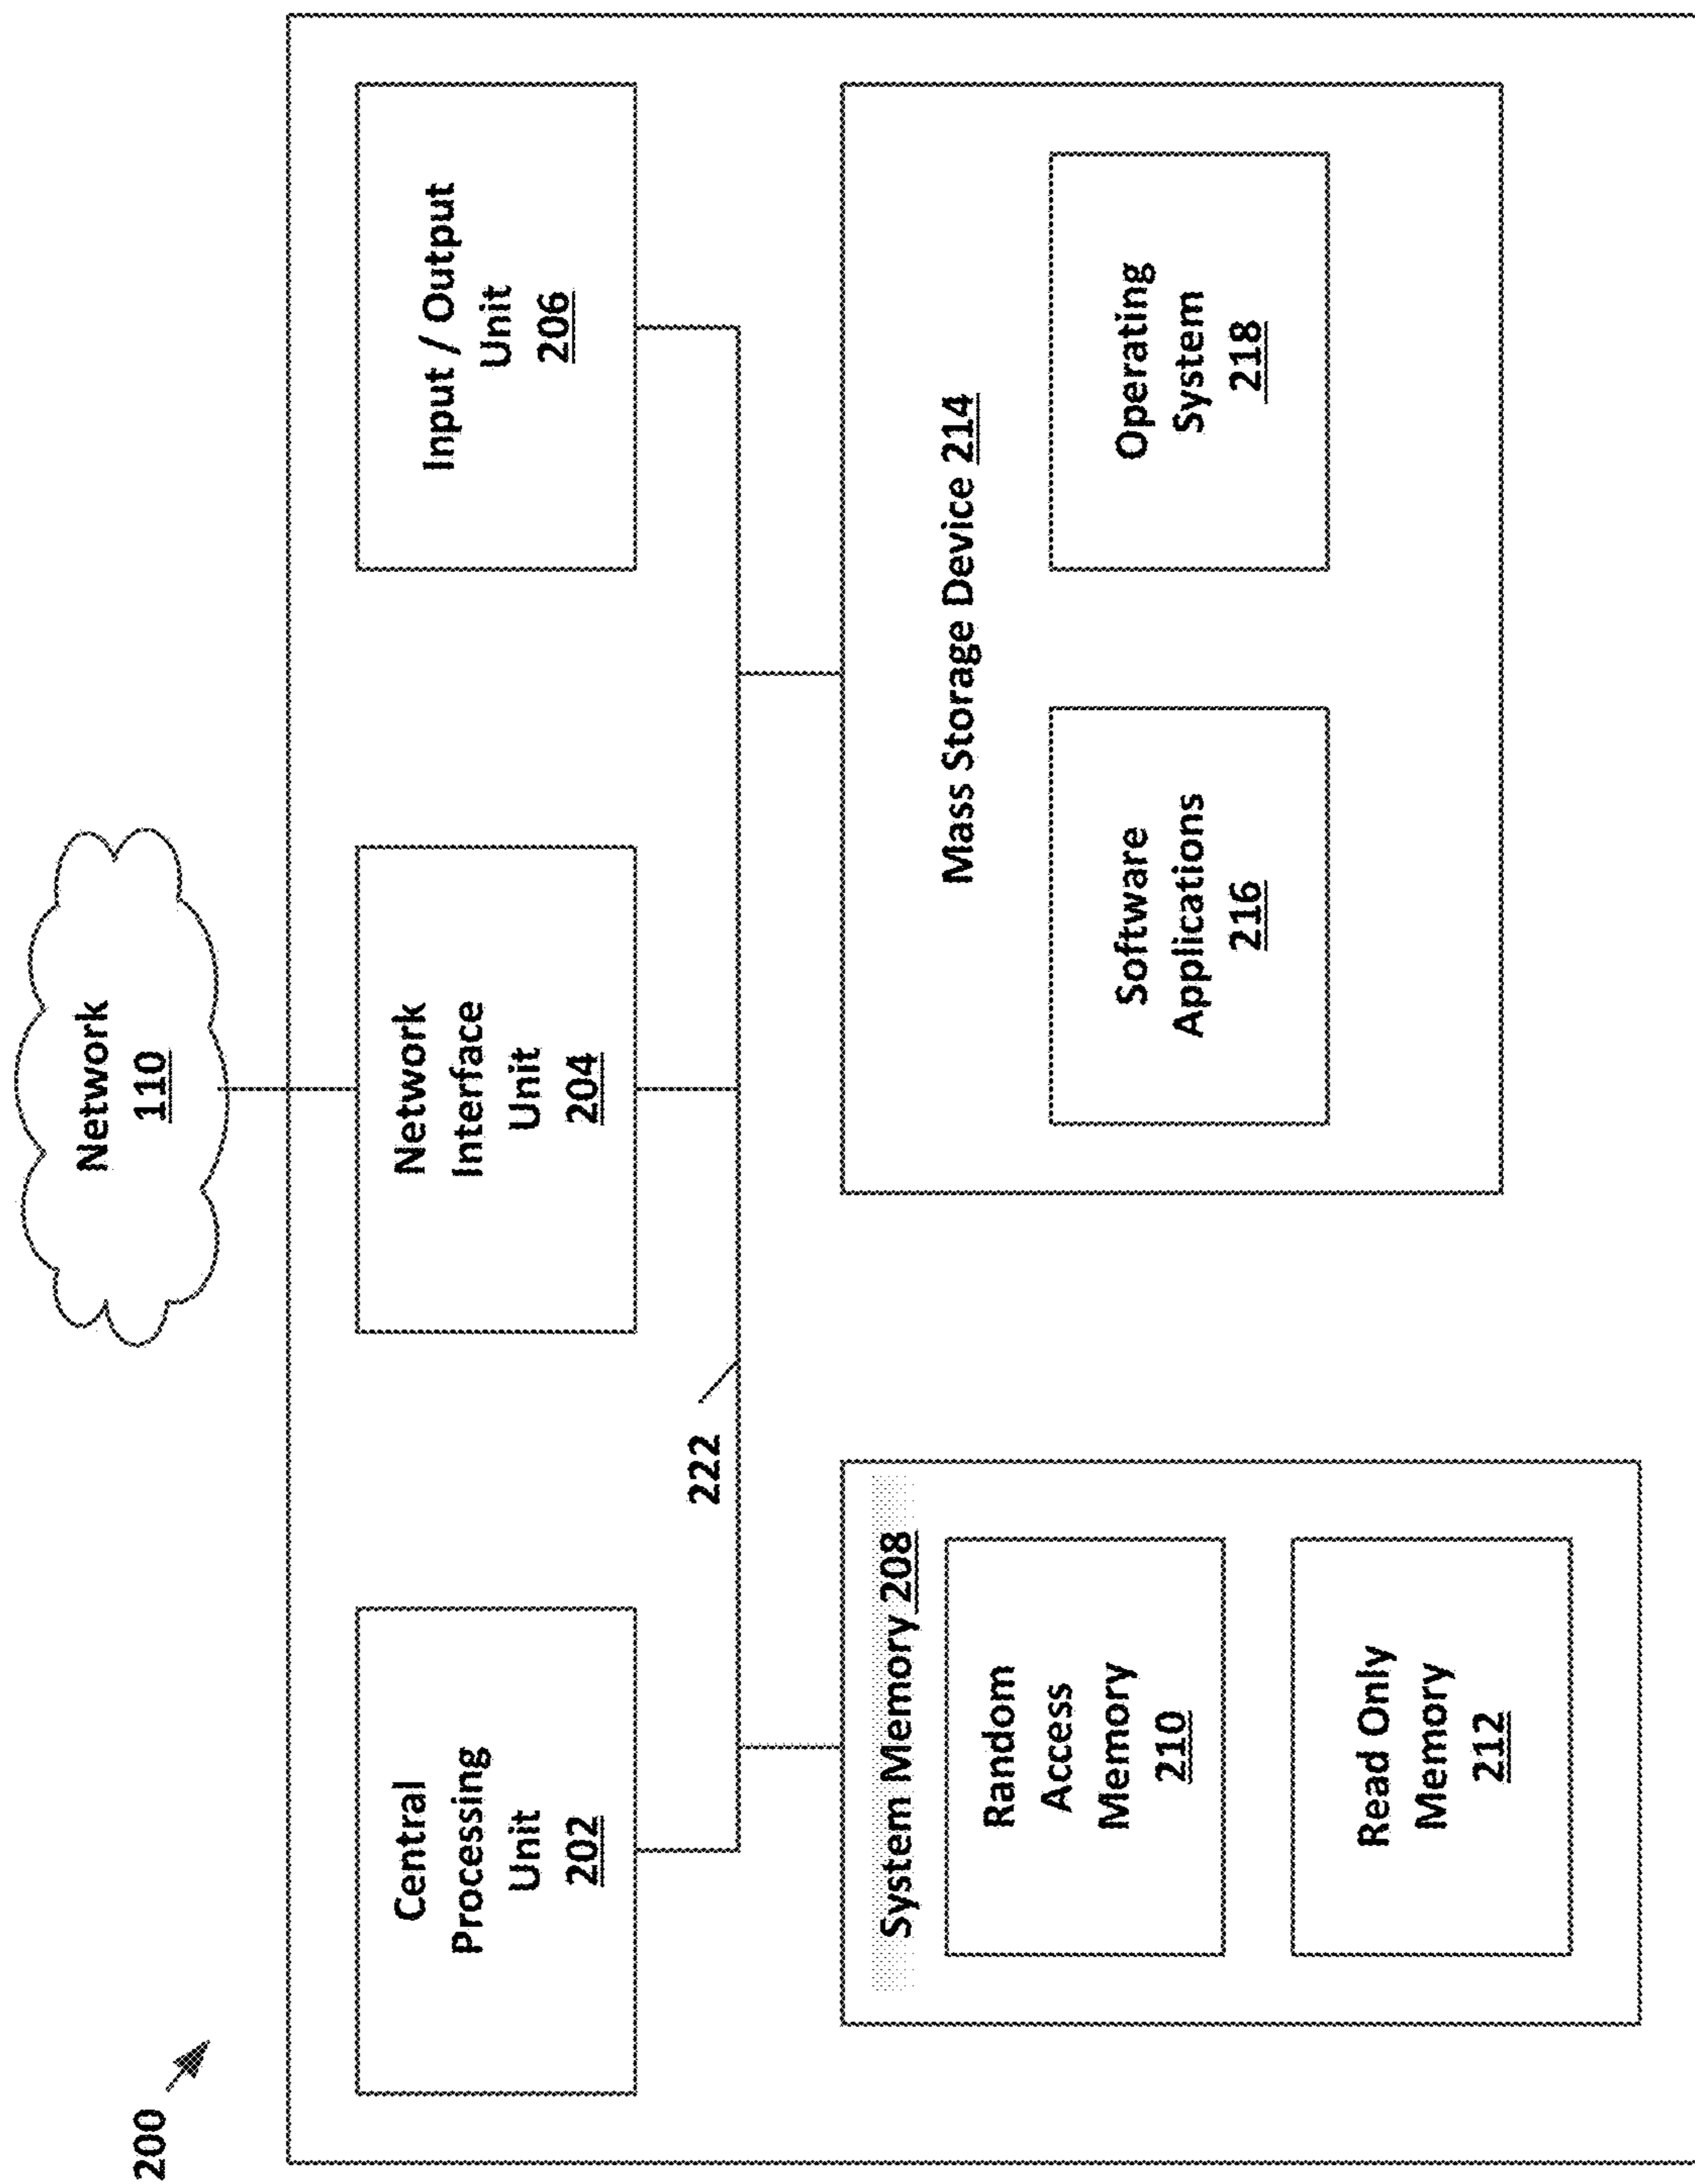 200
Network
110
Central
Processing
Unit
202
Network
Interface
Unit
204
Input / Output
Unit
206
222
System Memory 208
Random
Access
Memory
210
Read Only
Memory
212
Mass Storage Device 214
Software
Applications
216
Operating
System
218